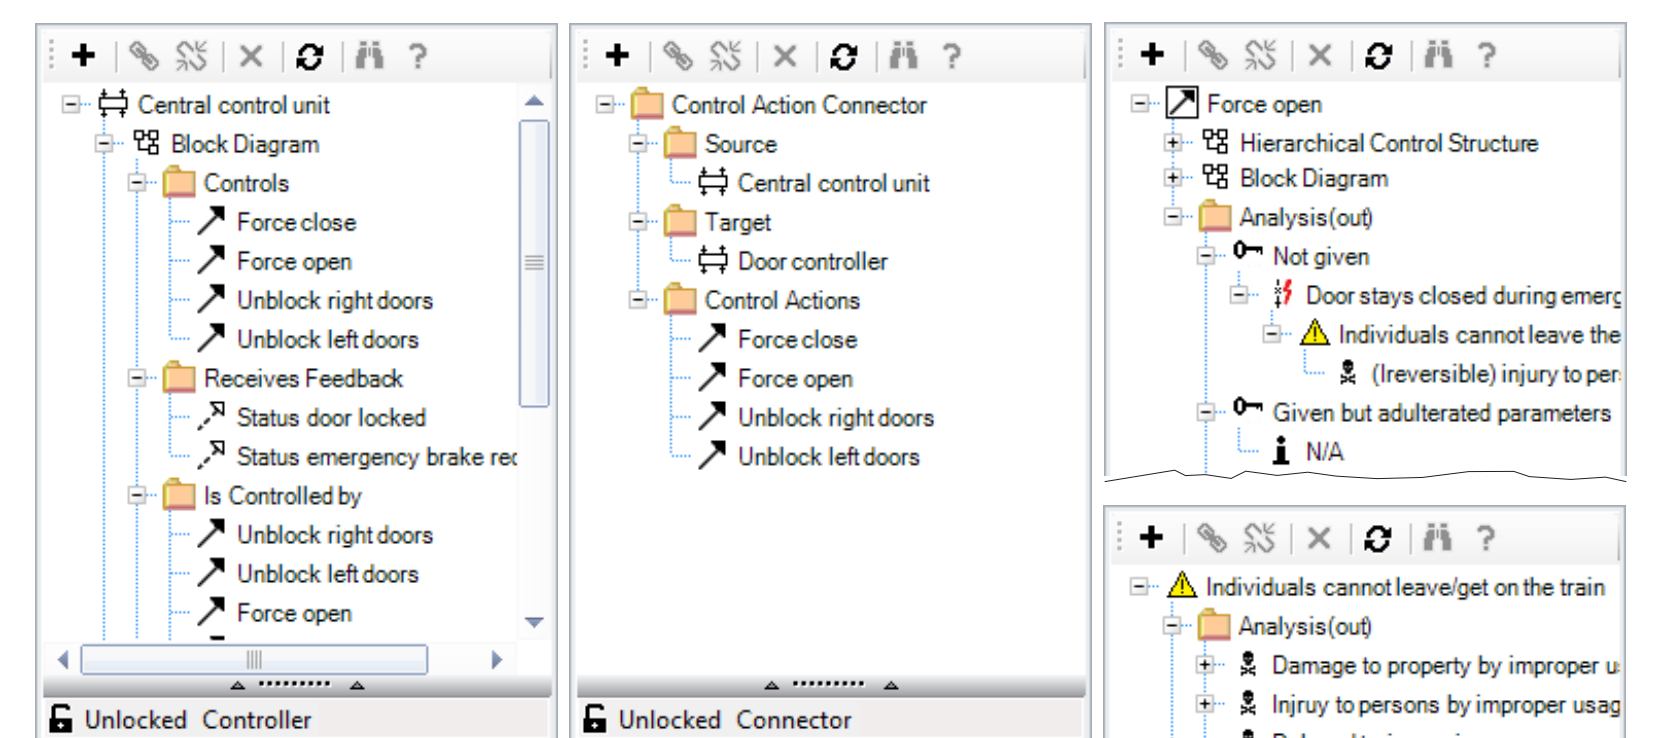 Central control unit
Block Diagram
Controls
Force close
Force open
Unblock right doors
Unblock left doors
Receives Feedback
Status door locked
Status emergency brake rec
Is Controlled by
Unblock right doors
Unblock left doors
Force open
Unlocked Controller
Control Action Connector
Source
Central control unit
Target
Door controller
Control Actions
Force close
Force open
Unblock right doors
Unblock left doors
Unlocked Connector
Force open
Hierarchical Control Structure
Block Diagram
Analysis(out)
Not given
Door stays closed during emerg
Individuals cannot leave the
(Ireversible) injury to per
Given but adulterated parameters
N/A
Individuals cannot leave/get on the train
Analysis(out)
Damage to property by improper u
Injruy to persons by improper usag